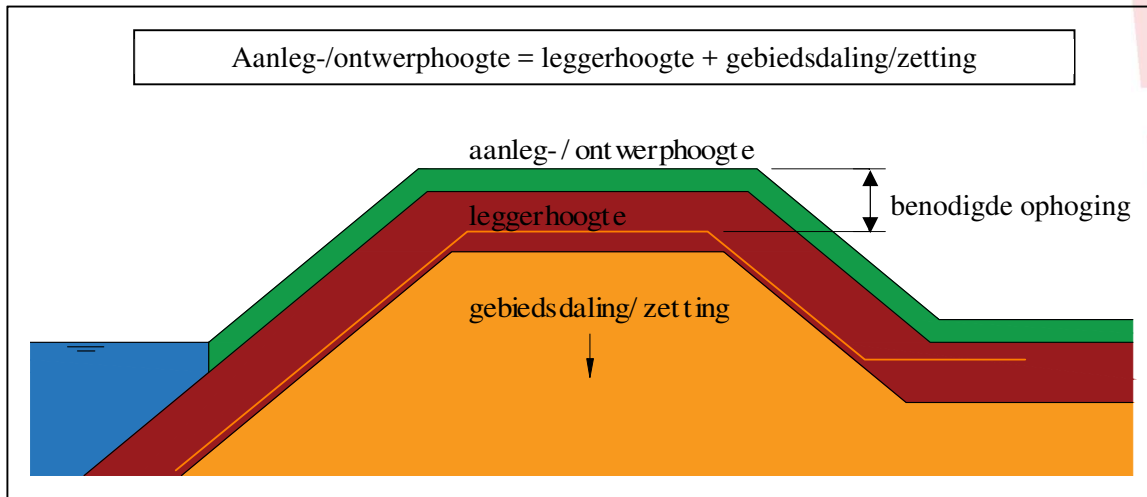 Aanleg-/ontwerphoogte = leggerhoogte + gebiedsdaling/zetting
aanleg-/ontwerphoogte
benodigde ophoging
leggerhoogte
gebiedsdaling/zetting